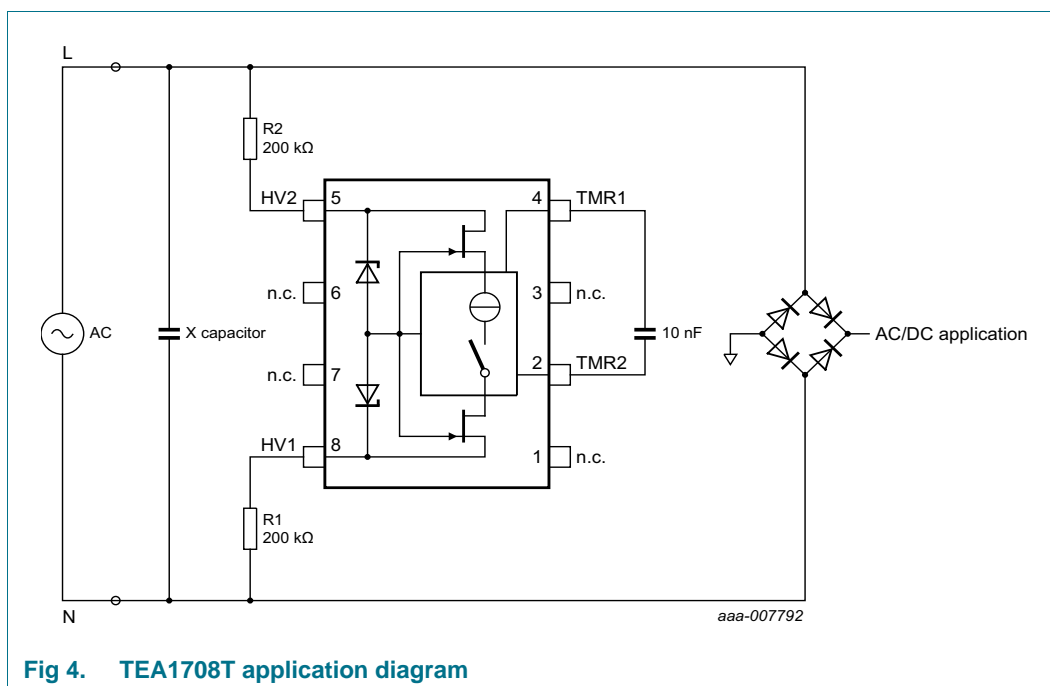 L
R2
200 kΩ
HV2 5 4 TMR1
n.c. 6 3 n.c.
AC X capacitor 10 nF AC/DC application
n.c. 7 2 TMR2
HV1 8 1 n.c.
R1
200 kΩ
N aaa-007792
Fig 4. TEA1708T application diagram